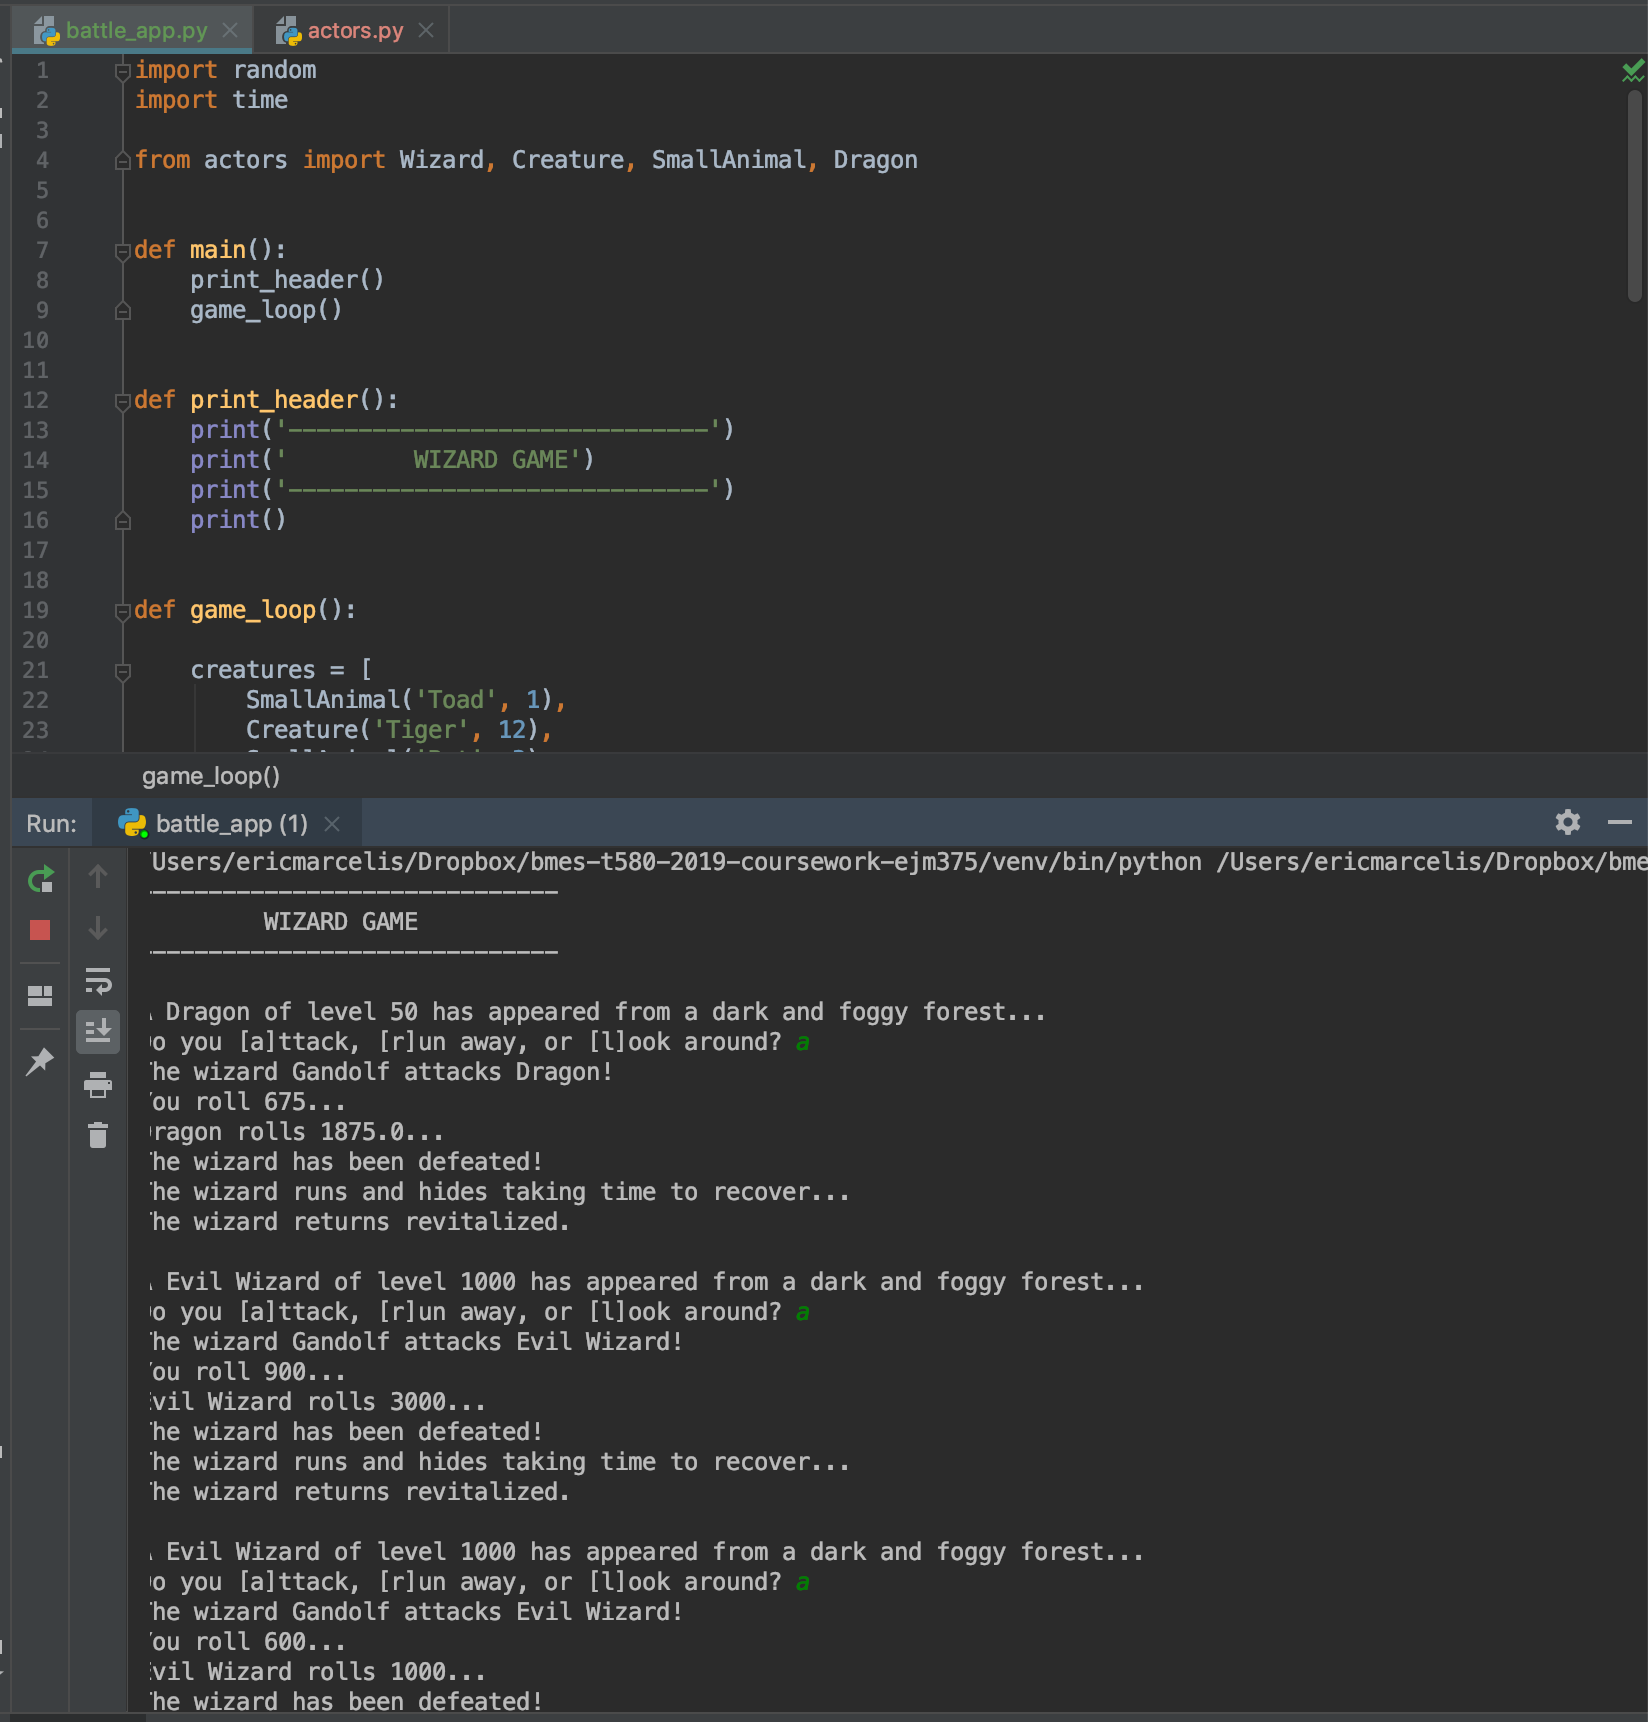 battle_app.py
actors.py
1 import random
2 import time
3
4 from actors import Wizard, Creature, SmallAnimal, Dragon
5
6
7 def main():
8     print_header()
9     game_loop()
10
11
12 def print_header():
13     print('------------------------------')
14     print('         WIZARD GAME')
15     print('------------------------------')
16     print()
17
18
19 def game_loop():
20
21     creatures = [
22         SmallAnimal('Toad', 1),
23         Creature('Tiger', 12),
game_loop()
Run: battle_app (1)
Users/ericmarcelis/Dropbox/bmes-t580-2019-coursework-ejm375/venv/bin/python /Users/ericmarcelis/Dropbox/bme
------------------------------
WIZARD GAME
------------------------------
Dragon of level 50 has appeared from a dark and foggy forest...
o you [a]ttack, [r]un away, or [l]ook around? a
he wizard Gandolf attacks Dragon!
ou roll 675...
ragon rolls 1875.0...
he wizard has been defeated!
he wizard runs and hides taking time to recover...
he wizard returns revitalized.
Evil Wizard of level 1000 has appeared from a dark and foggy forest...
o you [a]ttack, [r]un away, or [l]ook around? a
he wizard Gandolf attacks Evil Wizard!
ou roll 900...
vil Wizard rolls 3000...
he wizard has been defeated!
he wizard runs and hides taking time to recover...
he wizard returns revitalized.
Evil Wizard of level 1000 has appeared from a dark and foggy forest...
o you [a]ttack, [r]un away, or [l]ook around? a
he wizard Gandolf attacks Evil Wizard!
ou roll 600...
vil Wizard rolls 1000...
he wizard has been defeated!